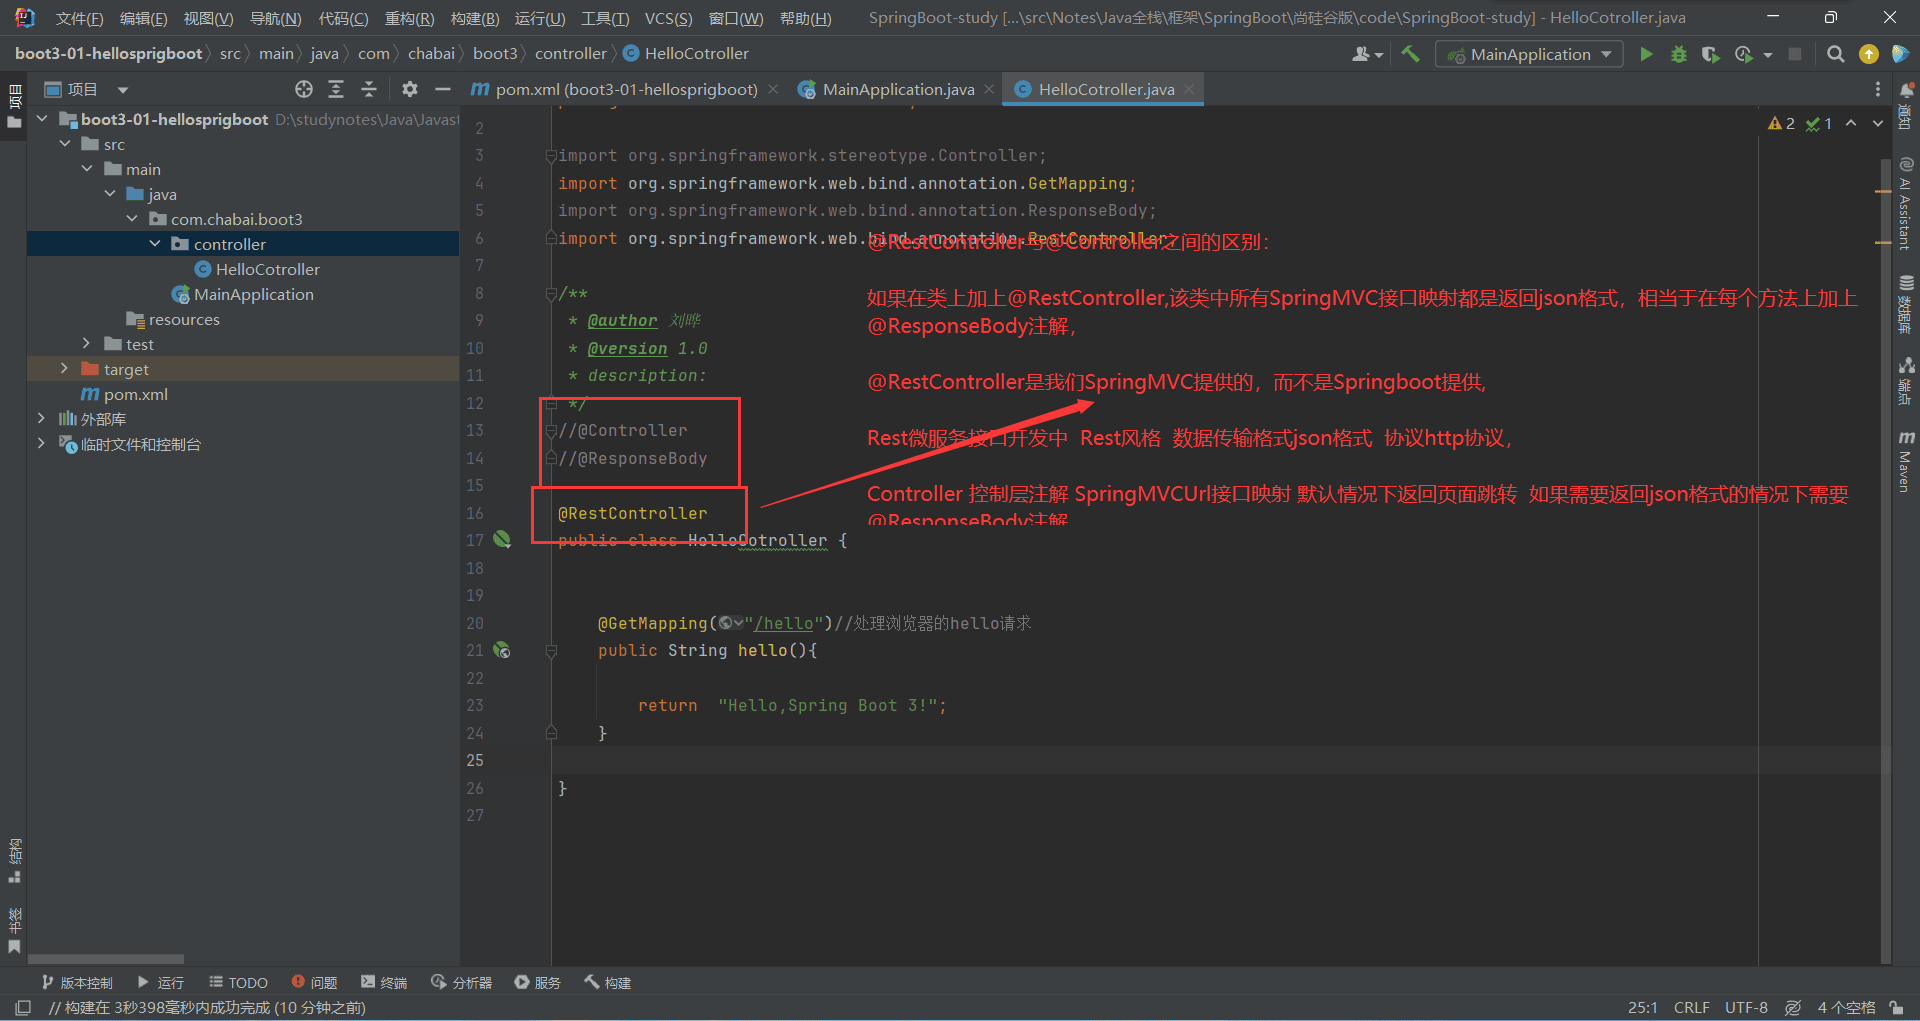 文件(F) 编辑(E) 视图(V) 导航(N) 代码(C) 重构(R) 构建(B) 运行(U) 工具(T) VCS(S) 窗口(W) 帮助(H) SpringBoot-study [...\src\Notes\Java全栈\框架\SpringBoot\尚硅谷版\code\SpringBoot-study] - HelloCotroller.java
boot3-01-hellosprigboot src main java com chabai boot3 controller HelloCotroller MainApplication
项目 pom.xml (boot3-01-hellosprigboot) MainApplication.java HelloCotroller.java
项目
boot3-01-hellosprigboot D:\studynotes\Java\Javas
src
main
java
com.chabai.boot3
controller
HelloCotroller
MainApplication
resources
test
target
pom.xml
外部库
临时文件和控制台
2 1
2
3 import org.springframework.stereotype.Controller;
4 import org.springframework.web.bind.annotation.GetMapping;
5 import org.springframework.web.bind.annotation.ResponseBody;
6 import org.springframework.web.bind.annotation.RestController;
7
8 /**
9 * @author 刘晔
10 * @version 1.0
11 * description:
12 */
13 //@Controller
14 //@ResponseBody
15
16 @RestController
17 public class HelloCotroller {
18
19
20 @GetMapping("/hello")//处理浏览器的hello请求
21 public String hello(){
22
23 return "Hello,Spring Boot 3!";
24 }
25
26 }
27
@RestController与@Controller之间的区别：
如果在类上加上@RestController,该类中所有SpringMVC接口映射都是返回json格式，相当于在每个方法上加上
@ResponseBody注解，
@RestController是我们SpringMVC提供的，而不是Springboot提供，
Rest微服务接口开发中 Rest风格 数据传输格式json格式 协议http协议，
Controller 控制层注解 SpringMVCUrl接口映射 默认情况下返回页面跳转 如果需要返回json格式的情况下需要
@ResponseBody注解
通知
AI Assistant
数据库
端点
Maven
结构
书签
版本控制 运行 TODO 问题 终端 分析器 服务 构建
// 构建在 3秒398毫秒内成功完成 (10 分钟之前) 25:1 CRLF UTF-8 4 个空格